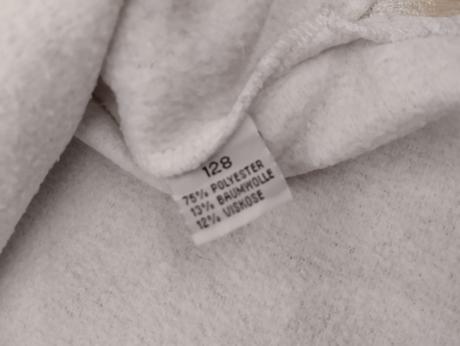 128
75% POLYESTER
13% BAUMWOLLE
12% VISKOSE